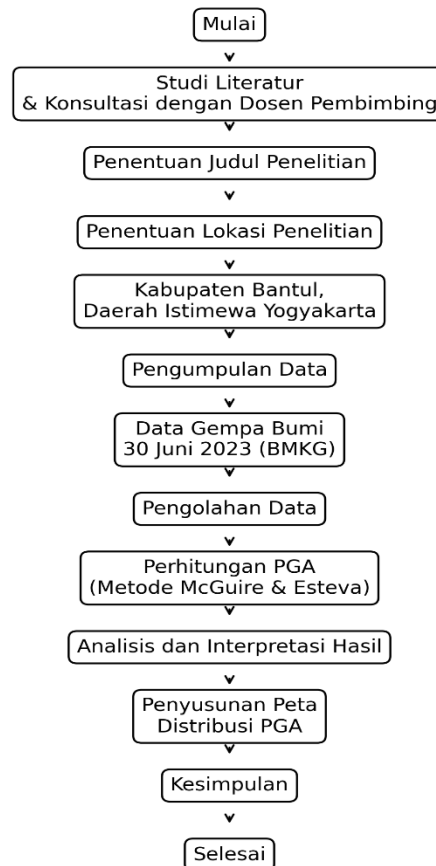 Mulai
Studi Literatur
& Konsultasi dengan Dosen Pembimbing
Penentuan Judul Penelitian
Penentuan Lokasi Penelitian
Kabupaten Bantul,
Daerah Istimewa Yogyakarta
Pengumpulan Data
Data Gempa Bumi
30 Juni 2023 (BMKG)
Pengolahan Data
Perhitungan PGA
(Metode McGuire & Esteva)
Analisis dan Interpretasi Hasil
Penyusunan Peta
Distribusi PGA
Kesimpulan
Selesai